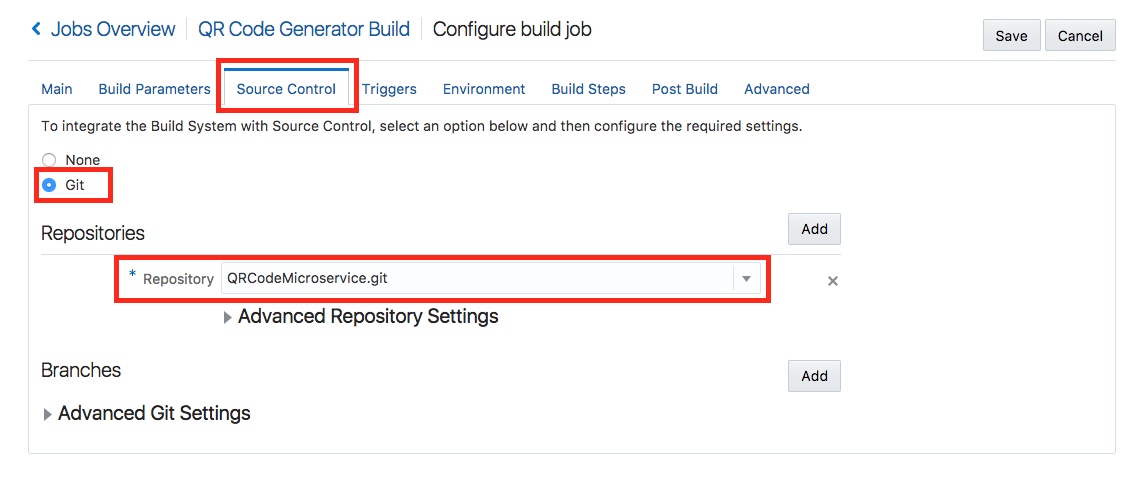 Jobs Overview QR Code Generator Build Configure build job Save Cancel
Main Build Parameters Source Control Triggers Environment Build Steps Post Build Advanced
To integrate the Build System with Source Control, select an option below and then configure the required settings.
None
Git
Repositories Add
* Repository QRCodeMicroservice.git
Advanced Repository Settings
Branches Add
Advanced Git Settings